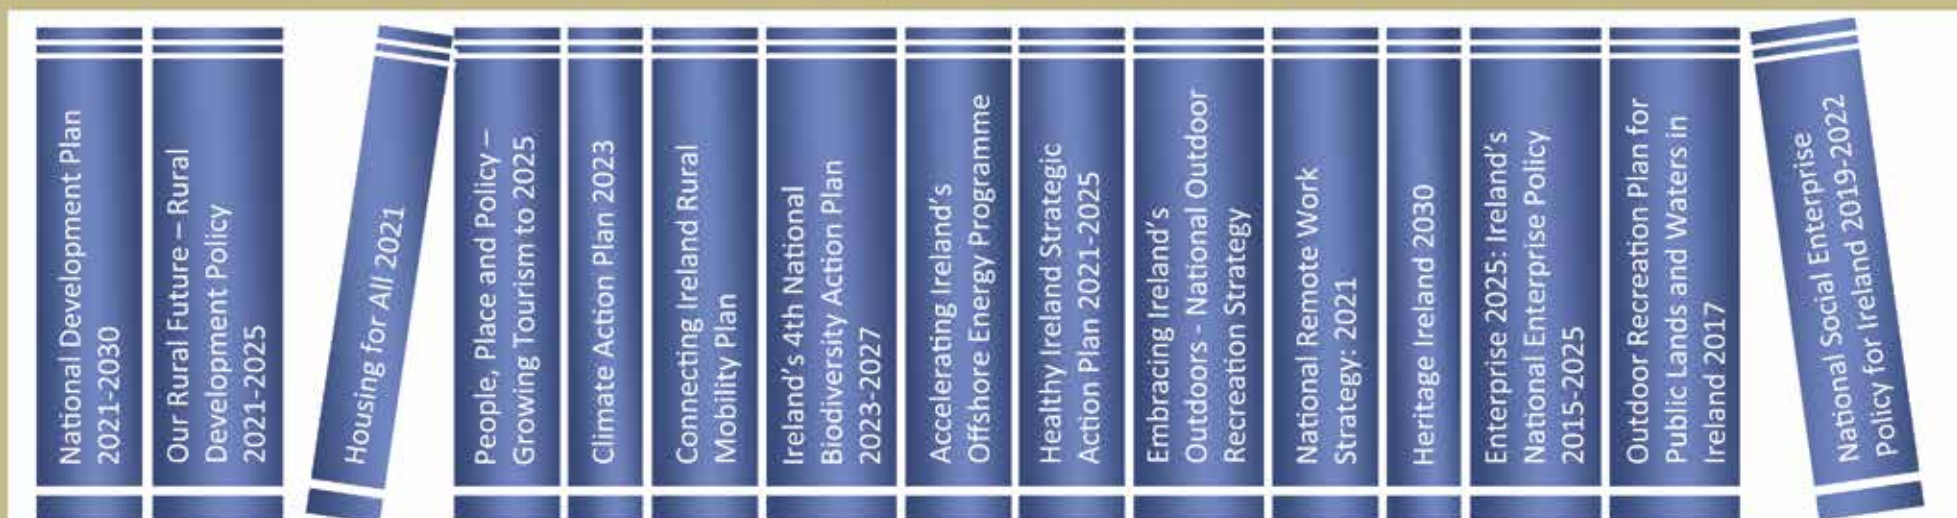 National Development Plan
2021-2030
Our Rural Future – Rural
Development Policy
2021-2025
Housing for All 2021
People, Place and Policy –
Growing Tourism to 2025
Climate Action Plan 2023
Connecting Ireland Rural
Mobility Plan
Ireland's 4th National
Biodiversity Action Plan
2023-2027
Accelerating Ireland's
Offshore Energy Programme
Healthy Ireland Strategic
Action Plan 2021-2025
Embracing Ireland's
Outdoors - National Outdoor
Recreation Strategy
National Remote Work
Strategy: 2021
Heritage Ireland 2030
Enterprise 2025: Ireland's
National Enterprise Policy
2015-2025
Outdoor Recreation Plan for
Public Lands and Waters in
Ireland 2017
National Social Enterprise
Policy for Ireland 2019-2022